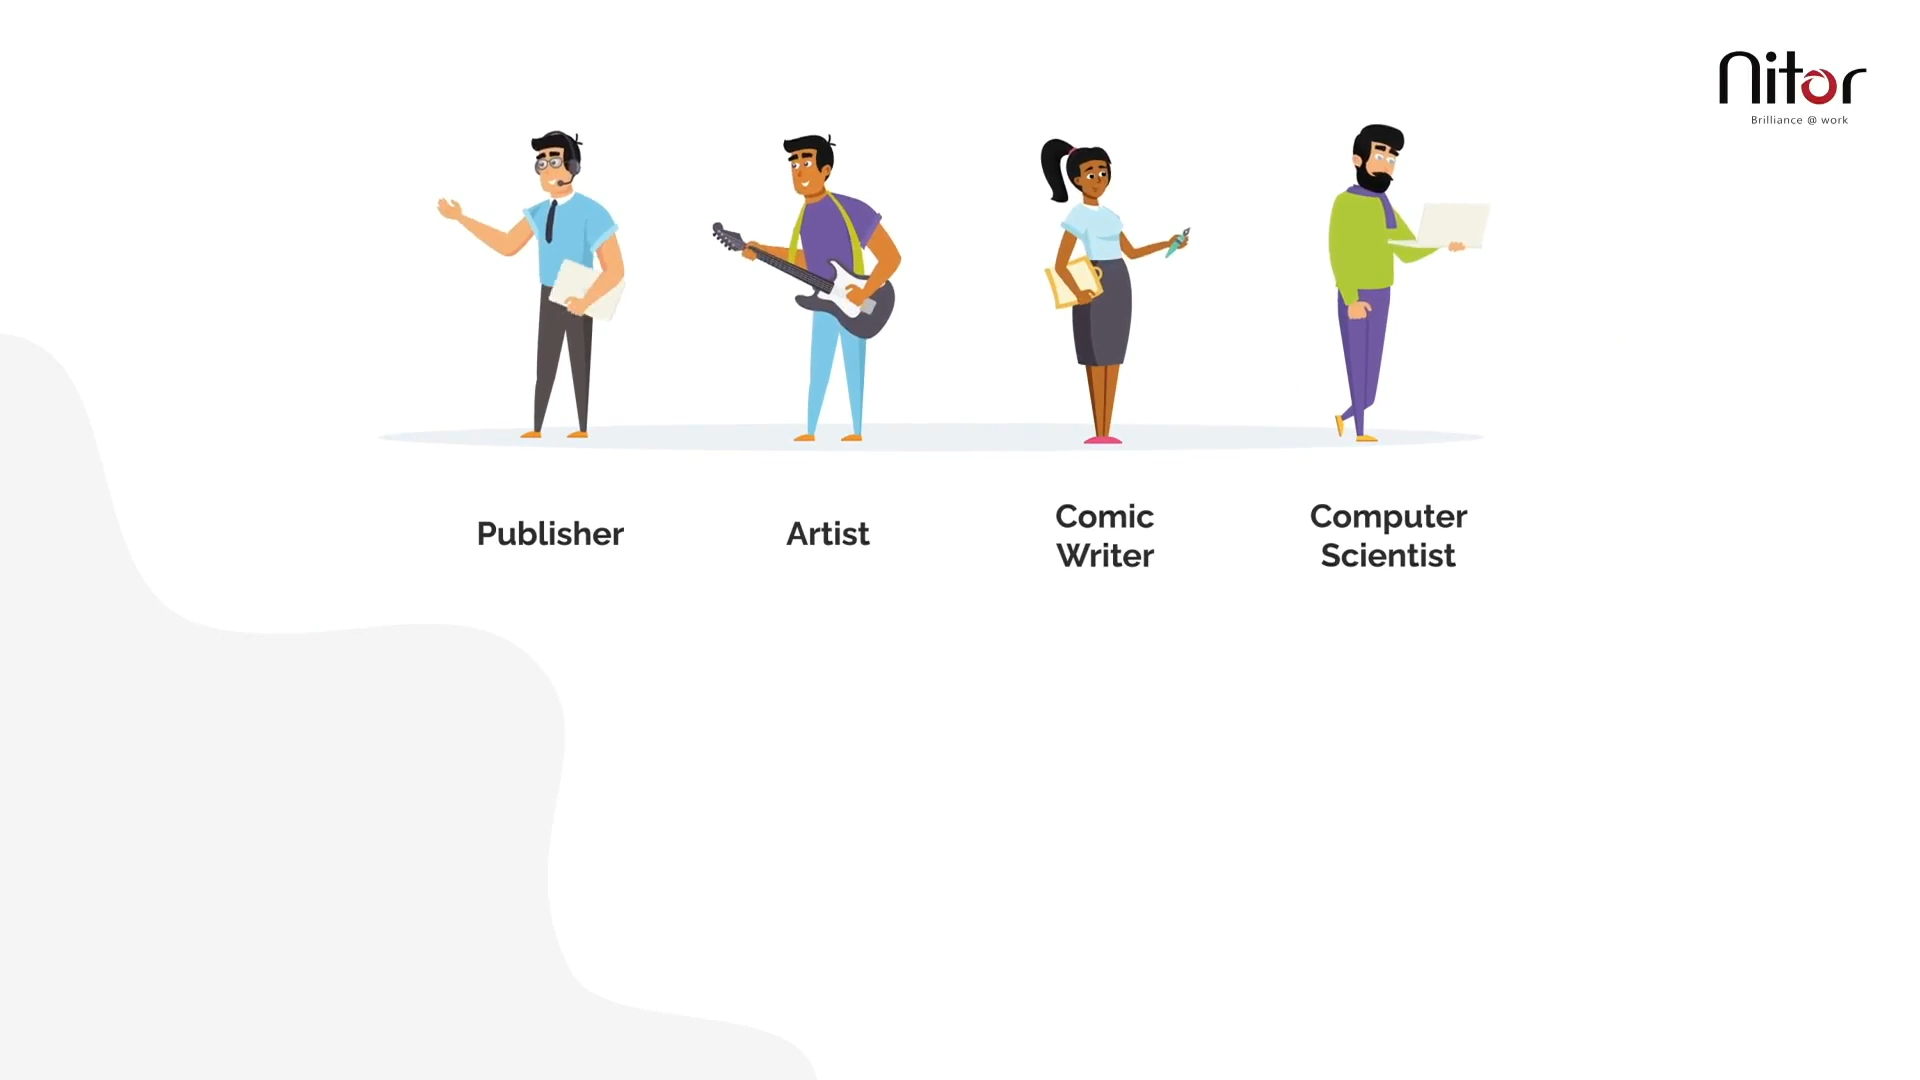 nitor
Brilliance @ work
Publisher
Artist
Comic
Writer
Computer
Scientist